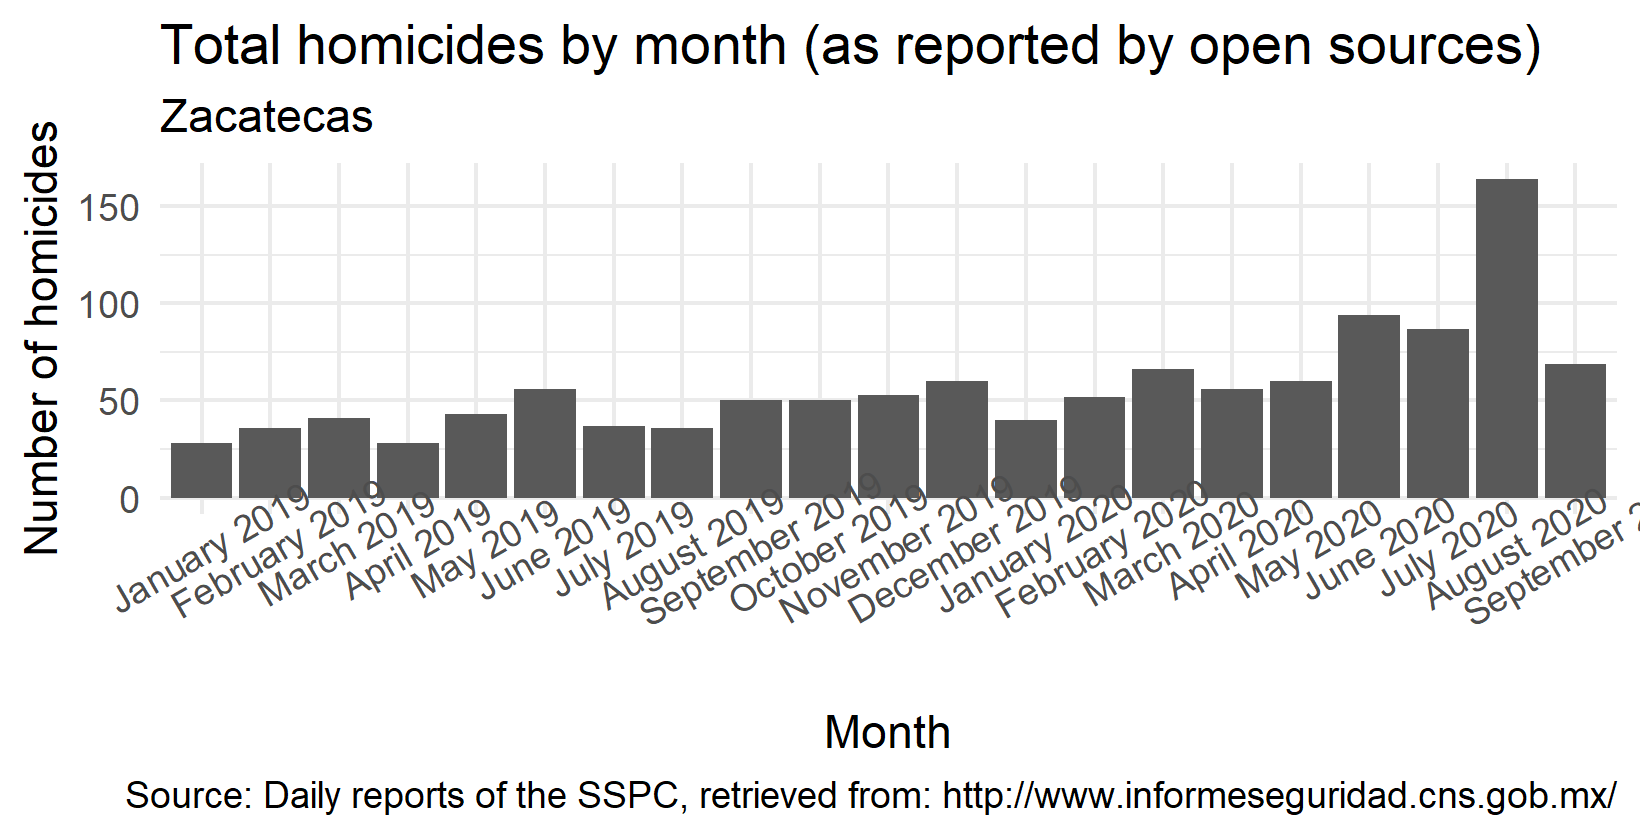 Total homicides by month (as reported by open sources)
Zacatecas
Number of homicides
150
100
50
0
January 2019
February 2019
March 2019
April 2019
May 2019
June 2019
July 2019
August 2019
September 2019
October 2019
November 2019
December 2019
January 2020
February 2020
March 2020
April 2020
May 2020
June 2020
July 2020
August 2020
September 2
Month
Source: Daily reports of the SSPC, retrieved from: http://www.informeseguridad.cns.gob.mx/